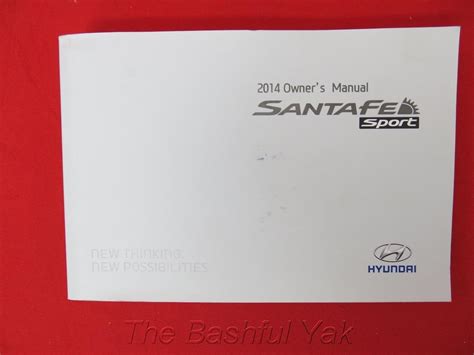 2014 Owner's Manual
SANTAFE
Sport
NEW THINKING.
NEW POSSIBILITIES.
HYUNDAI
The Bashful Yak